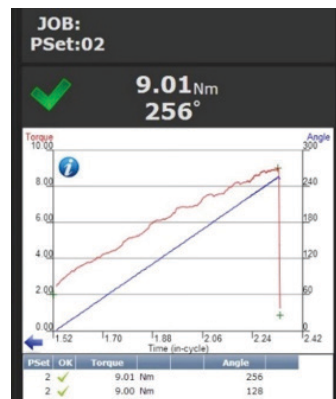 JOB:
PSet:02
9.01Nm
256°
Torque Angle
10.00 300
8.00 240
6.00 180
4.00 120
2.00 60
0.00 0
1.52 1.70 1.88 2.06 2.24 2.42
Time (in-cycle)
PSet OK Torque Angle
2 9.01 Nm 256
2 9.00 Nm 128